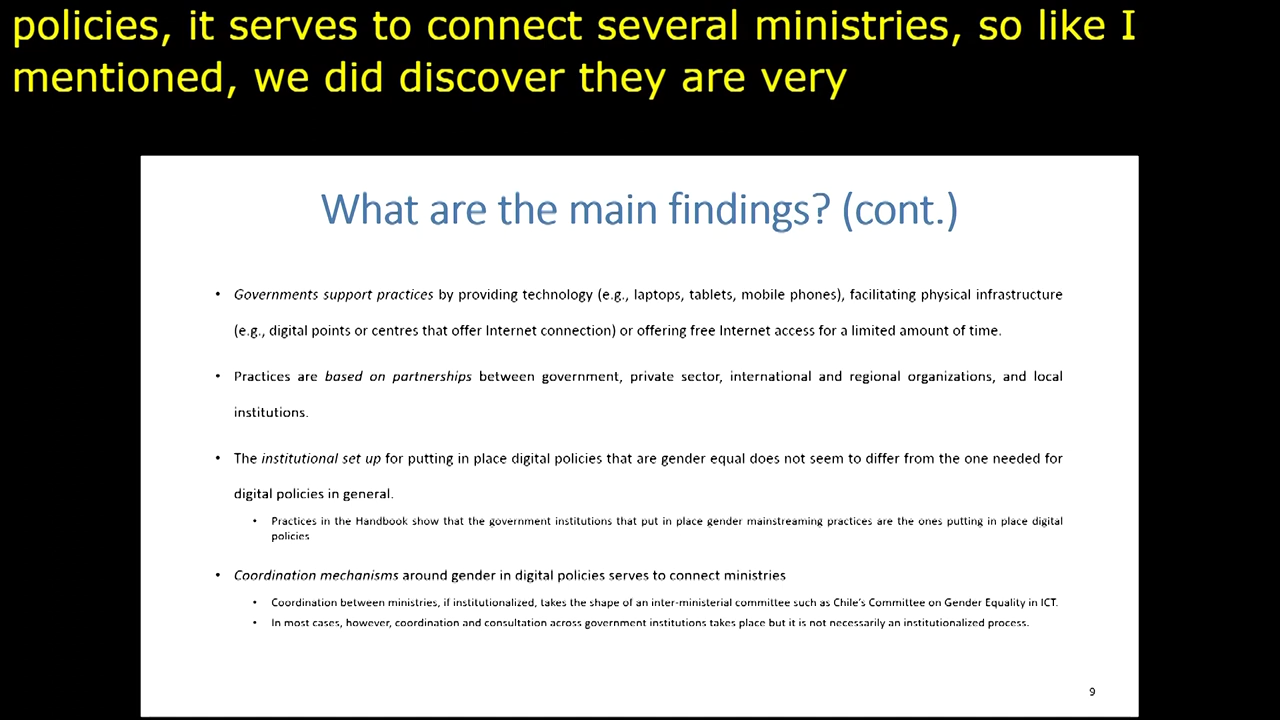 policies, it serves to connect several ministries, so like I
mentioned, we did discover they are very
What are the main findings? (cont.)
• Governments support practices by providing technology (e.g., laptops, tablets, mobile phones), facilitating physical infrastructure
(e.g., digital points or centres that offer Internet connection) or offering free Internet access for a limited amount of time.
• Practices are based on partnerships between government, private sector, international and regional organizations, and local
institutions.
• The institutional set up for putting in place digital policies that are gender equal does not seem to differ from the one needed for
digital policies in general.
• Practices in the Handbook show that the government institutions that put in place gender mainstreaming practices are the ones putting in place digital
policies
• Coordination mechanisms around gender in digital policies serves to connect ministries
• Coordination between ministries, if institutionalized, takes the shape of an inter-ministerial committee such as Chile's Committee on Gender Equality in ICT.
• In most cases, however, coordination and consultation across government institutions takes place but it is not necessarily an institutionalized process.
9